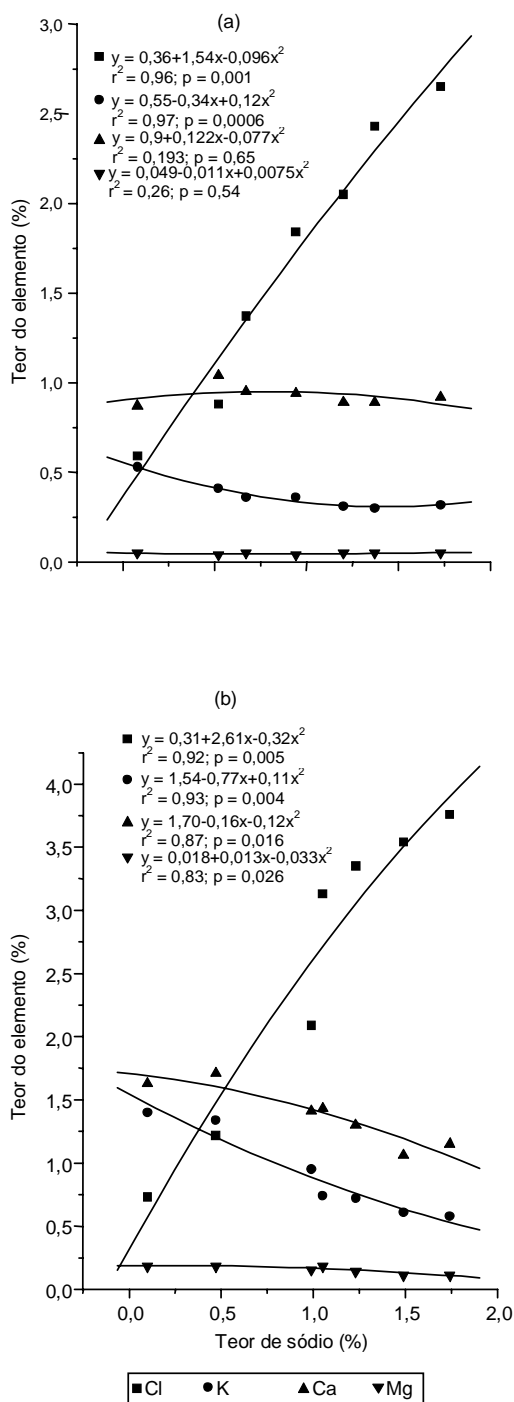 (a)
3,0
2,5
2,0
1,5
1,0
0,5
0,0
Teor do elemento (%)
■ y = 0,36+1,54x-0,096x²
r² = 0,96; p = 0,001
● y = 0,55-0,34x+0,12x²
r² = 0,97; p = 0,0006
▲ y = 0,9+0,122x-0,077x²
r² = 0,193; p = 0,65
▼ y = 0,049-0,011x+0,0075x²
r² = 0,26; p = 0,54
(b)
4,0
3,5
3,0
2,5
2,0
1,5
1,0
0,5
0,0
Teor do elemento (%)
■ y = 0,31+2,61x-0,32x²
r² = 0,92; p = 0,005
● y = 1,54-0,77x+0,11x²
r² = 0,93; p = 0,004
▲ y = 1,70-0,16x-0,12x²
r² = 0,87; p = 0,016
▼ y = 0,018+0,013x-0,033x²
r² = 0,83; p = 0,026
0,0 0,5 1,0 1,5 2,0
Teor de sódio (%)
■ Cl ● K ▲ Ca ▼ Mg